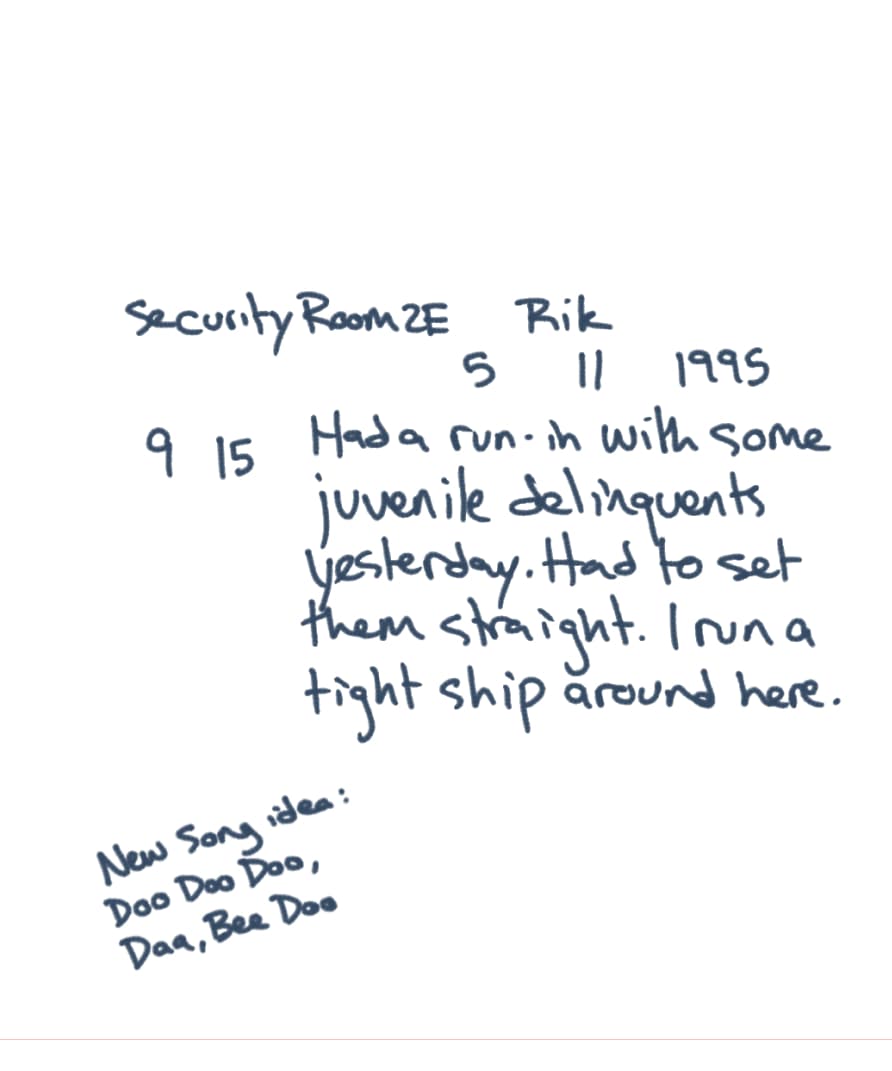 Security Room 2E Rik
5 11 1995
9 15 Had a run-in with some
juvenile delinquents
yesterday. Had to set
them straight. I run a
tight ship around here.
New Song idea:
Doo Doo Doo,
Daa, Bee Doo